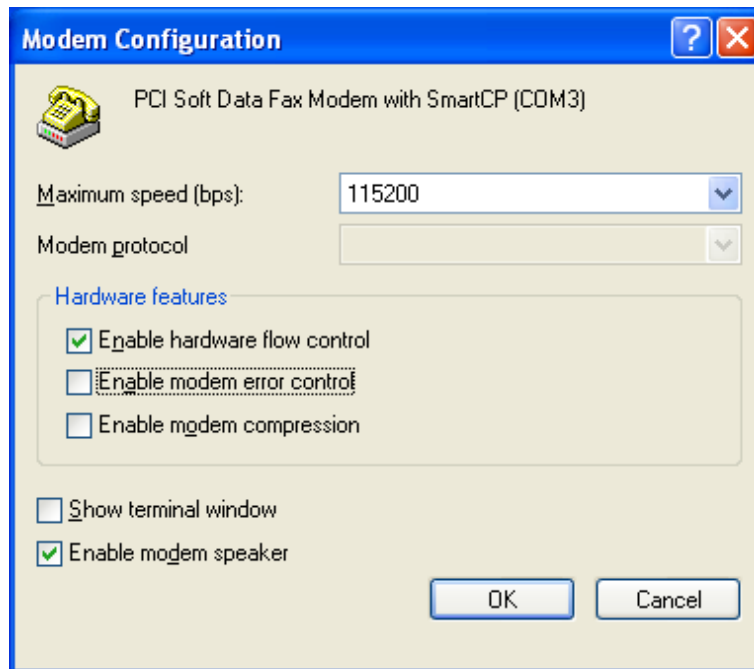 Modem Configuration
PCI Soft Data Fax Modem with SmartCP (COM3)
Maximum speed (bps): 115200
Modem protocol
Hardware features
Enable hardware flow control
Enable modem error control
Enable modem compression
Show terminal window
Enable modem speaker
OK Cancel